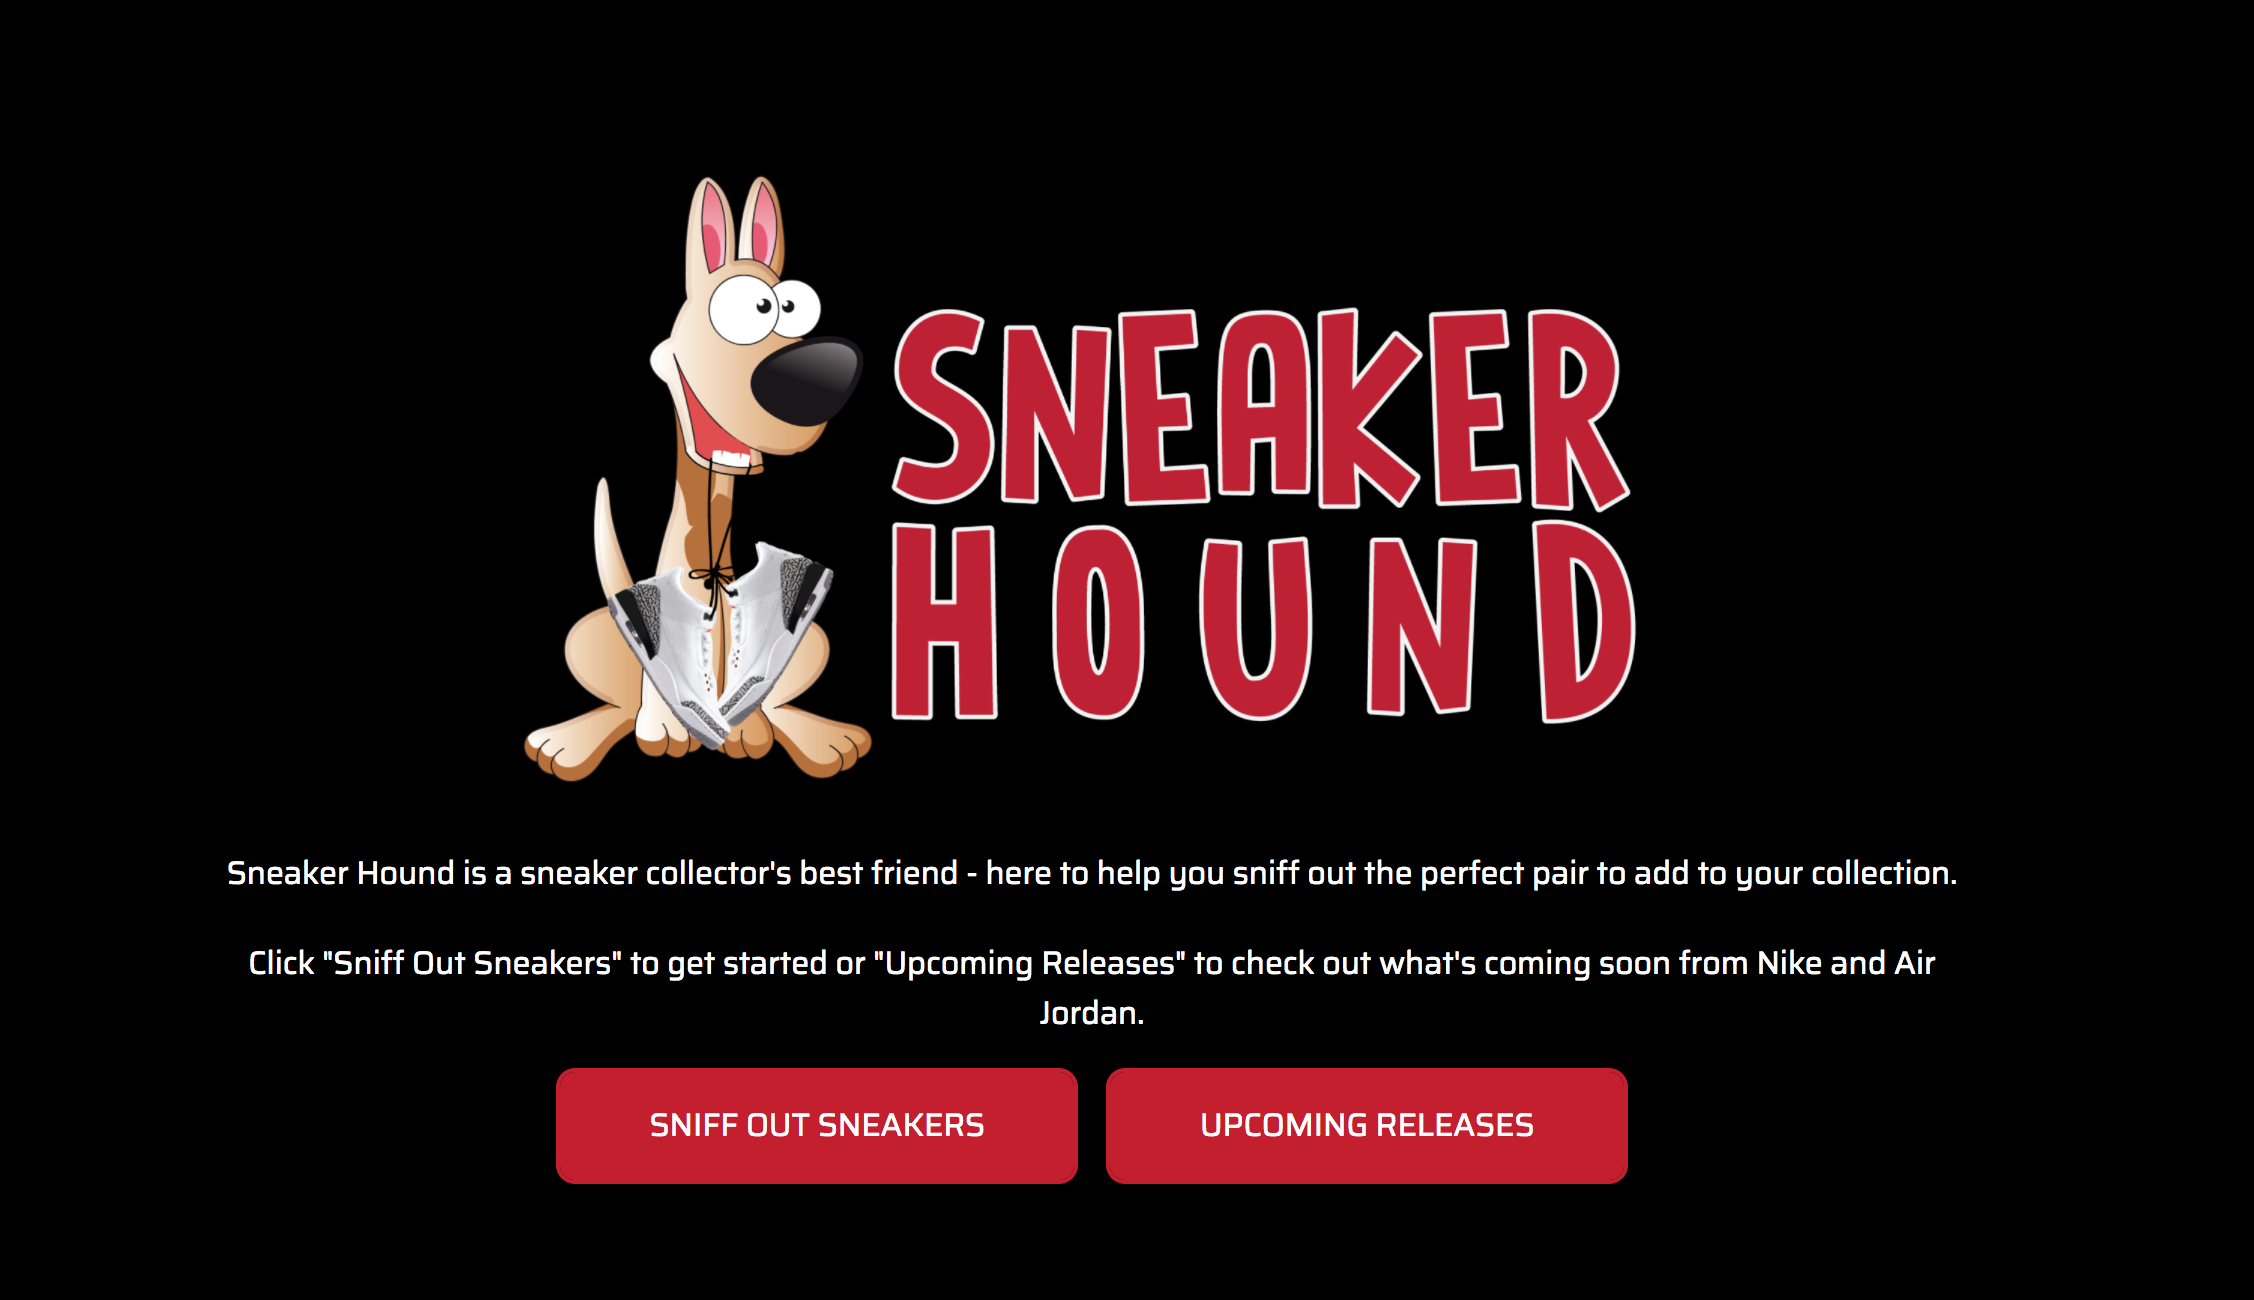 SNEAKER
HOUND
Sneaker Hound is a sneaker collector's best friend - here to help you sniff out the perfect pair to add to your collection.
Click "Sniff Out Sneakers" to get started or "Upcoming Releases" to check out what's coming soon from Nike and Air
Jordan.
SNIFF OUT SNEAKERS
UPCOMING RELEASES